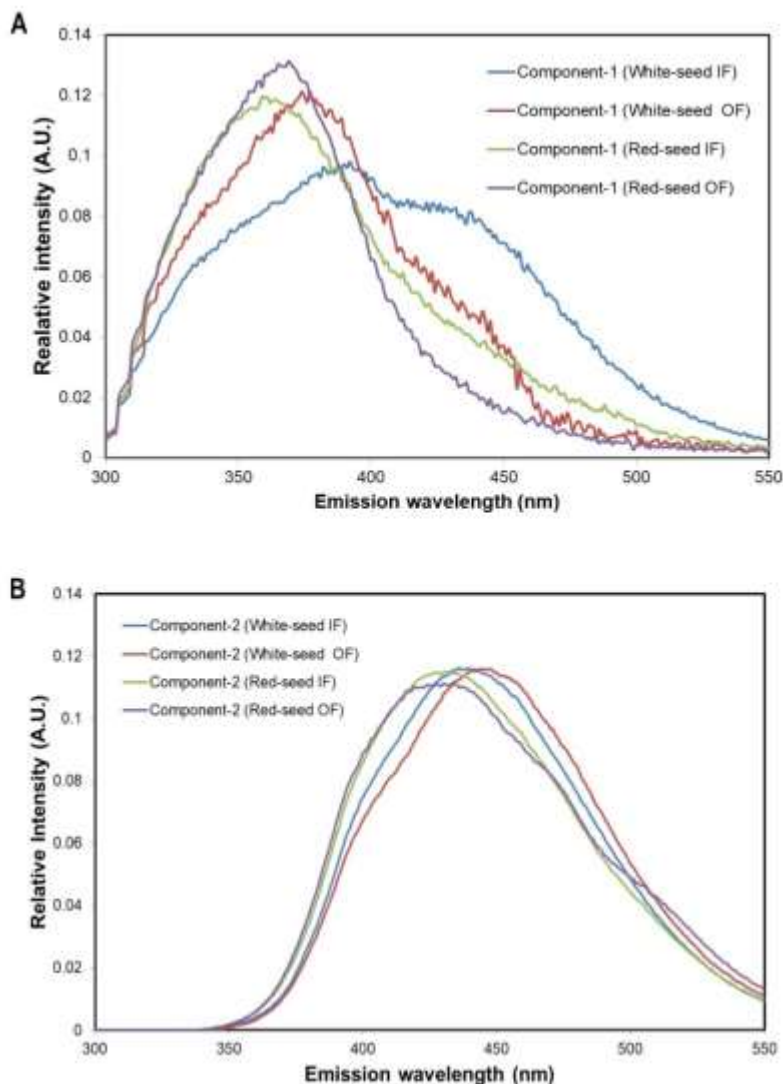 A
0.14
0.12
0.1
0.08
0.06
0.04
0.02
0
Realative intensity (A.U.)
Component-1 (White-seed IF)
Component-1 (White-seed OF)
Component-1 (Red-seed IF)
Component-1 (Red-seed OF)
300 350 400 450 500 550
Emission wavelength (nm)
B
0.14
0.12
0.1
0.08
0.06
0.04
0.02
0
Relative Intensity (A.U.)
Component-2 (White-seed IF)
Component-2 (White-seed OF)
Component-2 (Red-seed IF)
Component-2 (Red-seed OF)
300 350 400 450 500 550
Emission wavelength (nm)